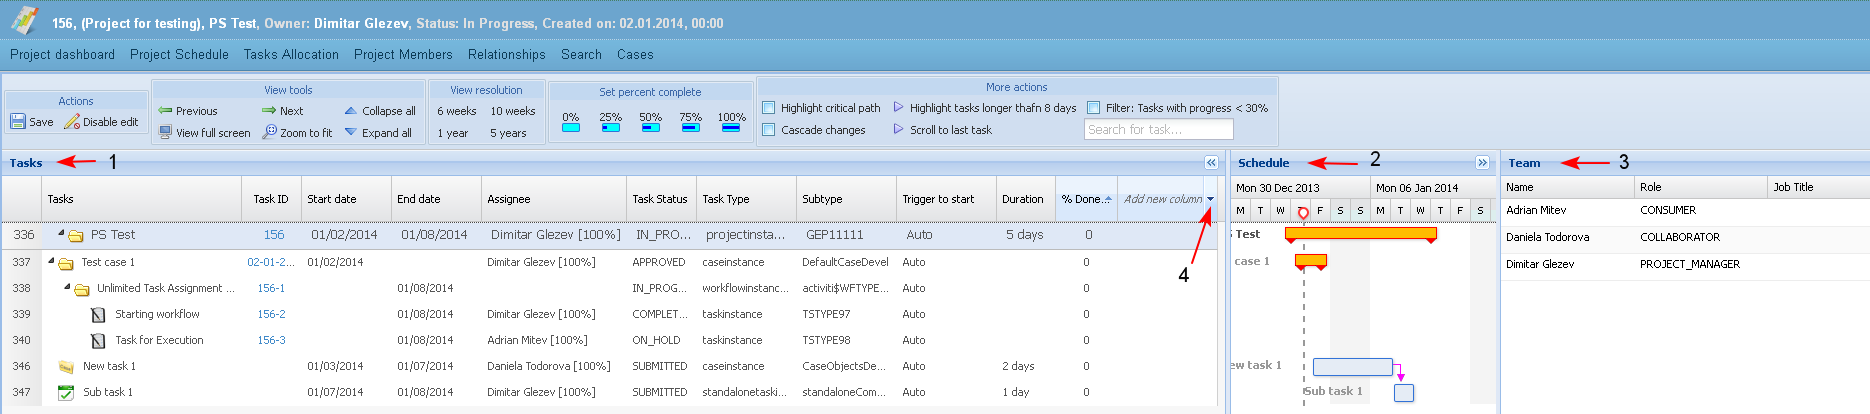 156, (Project for testing), PS Test, Owner: Dimitar Glezev, Status: In Progress, Created on: 02.01.2014, 00:00
Project dashboard Project Schedule Tasks Allocation Project Members Relationships Search Cases
Actions
Save Disable edit
View tools
Previous Next Collapse all
View full screen Zoom to fit Expand all
View resolution
6 weeks 10 weeks
1 year 5 years
Set percent complete
0% 25% 50% 75% 100%
More actions
Highlight critical path Highlight tasks longer thafn 8 days Filter: Tasks with progress < 30%
Cascade changes Scroll to last task Search for task...
Tasks 1 Schedule 2 Team 3
Tasks Task ID Start date End date Assignee Task Status Task Type Subtype Trigger to start Duration % Done... Add new column
336 PS Test 156 01/02/2014 01/08/2014 Dimitar Glezev [100%] IN_PRO... projectinsta... GEP11111 Auto 5 days 0
337 Test case 1 02-01-2... 01/02/2014 Dimitar Glezev [100%] APPROVED caseinstance DefaultCaseDevel Auto 0
338 Unlimited Task Assignment ... 156-1 01/08/2014 IN_PROG... workflowinstanc... activiti$WFTYPE... Auto 0
339 Starting workflow 156-2 01/08/2014 Dimitar Glezev [100%] COMPLET... taskinstance TSTYPE97 Auto 0
340 Task for Execution 156-3 01/08/2014 Adrian Mitev [100%] ON_HOLD taskinstance TSTYPE98 Auto 0
346 New task 1 01/03/2014 01/07/2014 Daniela Todorova [100%] SUBMITTED caseinstance CaseObjectsDe... Auto 2 days 0
347 Sub task 1 01/07/2014 01/08/2014 Dimitar Glezev [100%] SUBMITTED standalonetaski... standaloneCom... Auto 1 day 0
4
Mon 30 Dec 2013 Mon 06 Jan 2014
M T W T F S S M T W T F S
S Test
case 1
ew task 1
Sub task 1
Name Role Job Title
Adrian Mitev CONSUMER
Daniela Todorova COLLABORATOR
Dimitar Glezev PROJECT_MANAGER